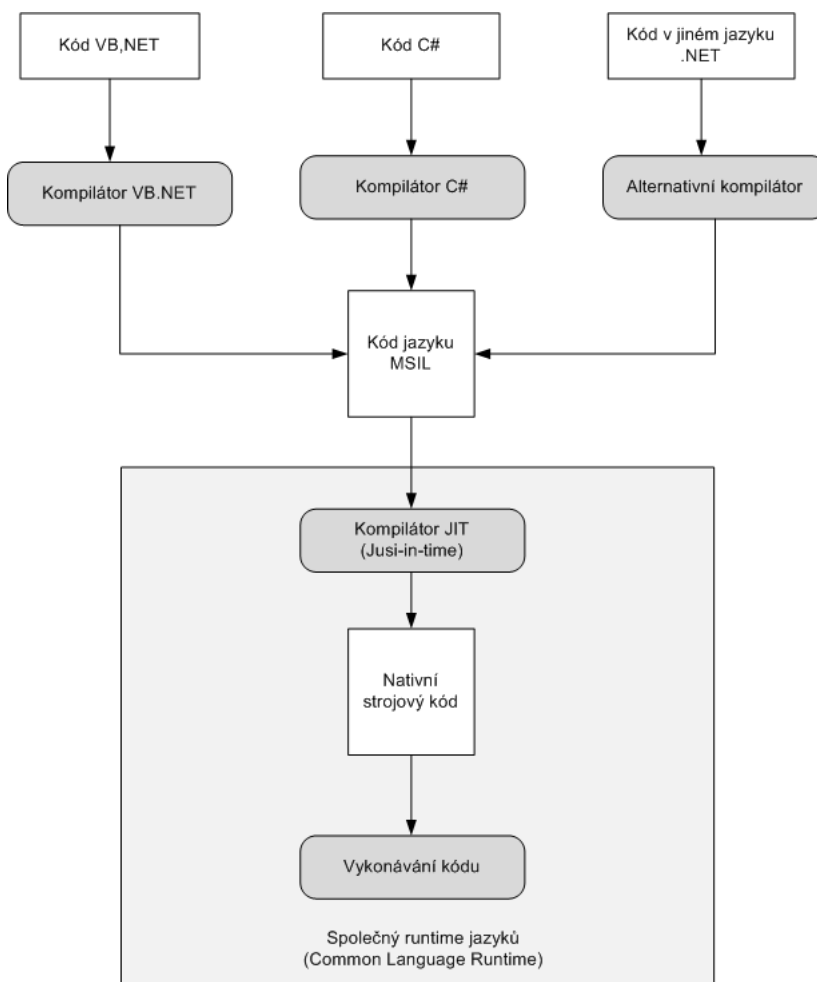 Kód VB,NET
Kód C#
Kód v jiném jazyku
.NET
Kompilátor VB.NET
Kompilátor C#
Alternativní kompilátor
Kód jazyku
MSIL
Kompilátor JIT
(Jusi-in-time)
Nativní
strojový kód
Vykonávání kódu
Společný runtime jazyků
(Common Language Runtime)